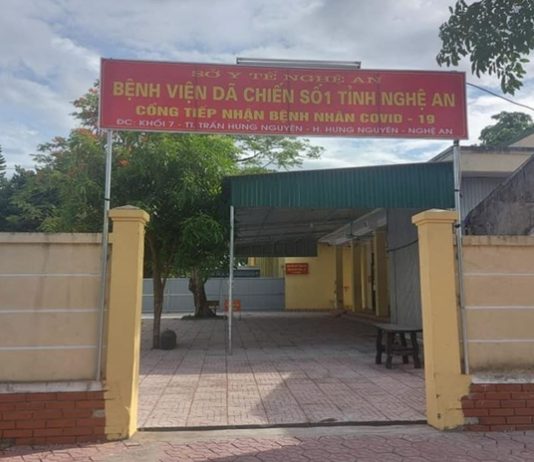 SỞ Y TẾ NGHỆ AN
BỆNH VIỆN DÃ CHIẾN SỐ1 TỈNH NGHỆ AN
CỔNG TIẾP NHẬN BỆNH NHÂN COVID - 19
ĐC: KHỐI 7 - TT. TRẤN HƯNG NGUYÊN - H. HƯNG NGUYÊN - NGHỆ AN